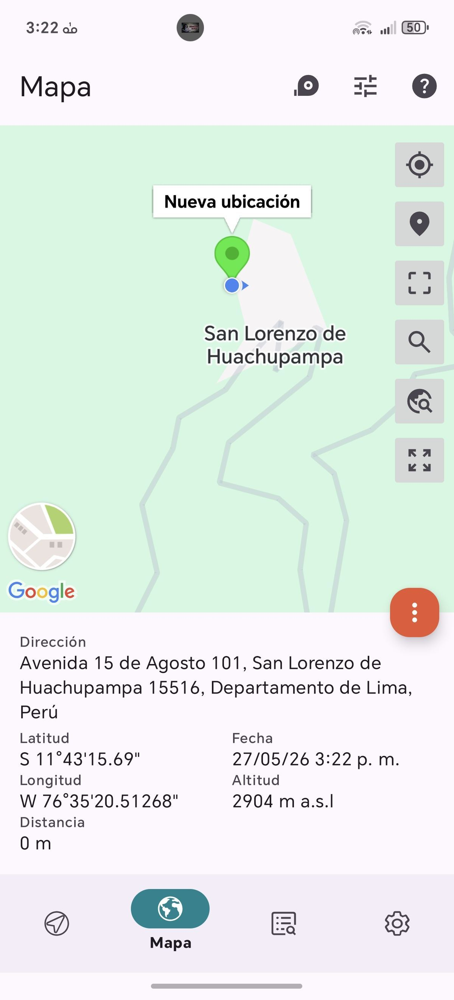 3:22
50
Mapa
Nueva ubicación
San Lorenzo de
Huachupampa
Google
Dirección
Avenida 15 de Agosto 101, San Lorenzo de
Huachupampa 15516, Departamento de Lima,
Perú
Latitud
S 11°43'15.69"
Fecha
27/05/26 3:22 p. m.
Longitud
W 76°35'20.51268"
Altitud
2904 m a.s.l
Distancia
0 m
Mapa